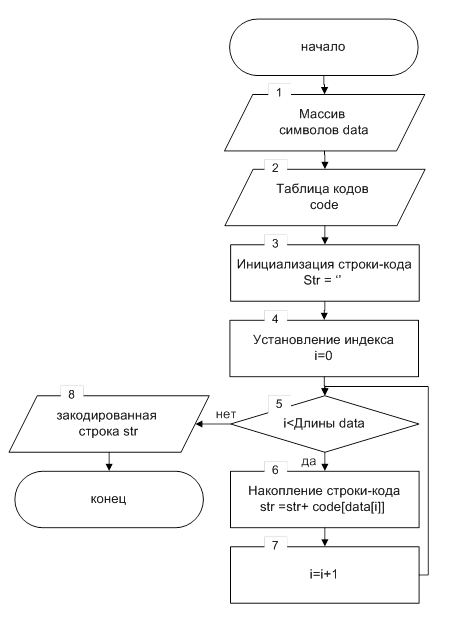 начало
1
Массив
символов data
2
Таблица кодов
code
3
Инициализация строки-кода
Str = ‘’
4
Установление индекса
i=0
5
i<Длины data
нет
да
8
закодированная
строка str
конец
6
Накопление строки-кода
str =str+ code[data[i]]
7
i=i+1